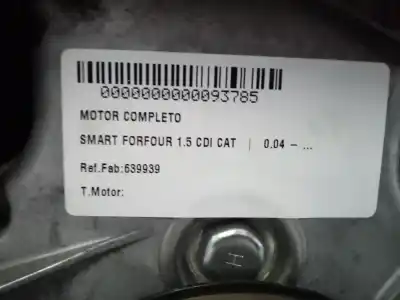 0000000000093785
MOTOR COMPLETO
SMART FORFOUR 1.5 CDI CAT | 0.04 - ...
Ref.Fab:639939
T.Motor:
H